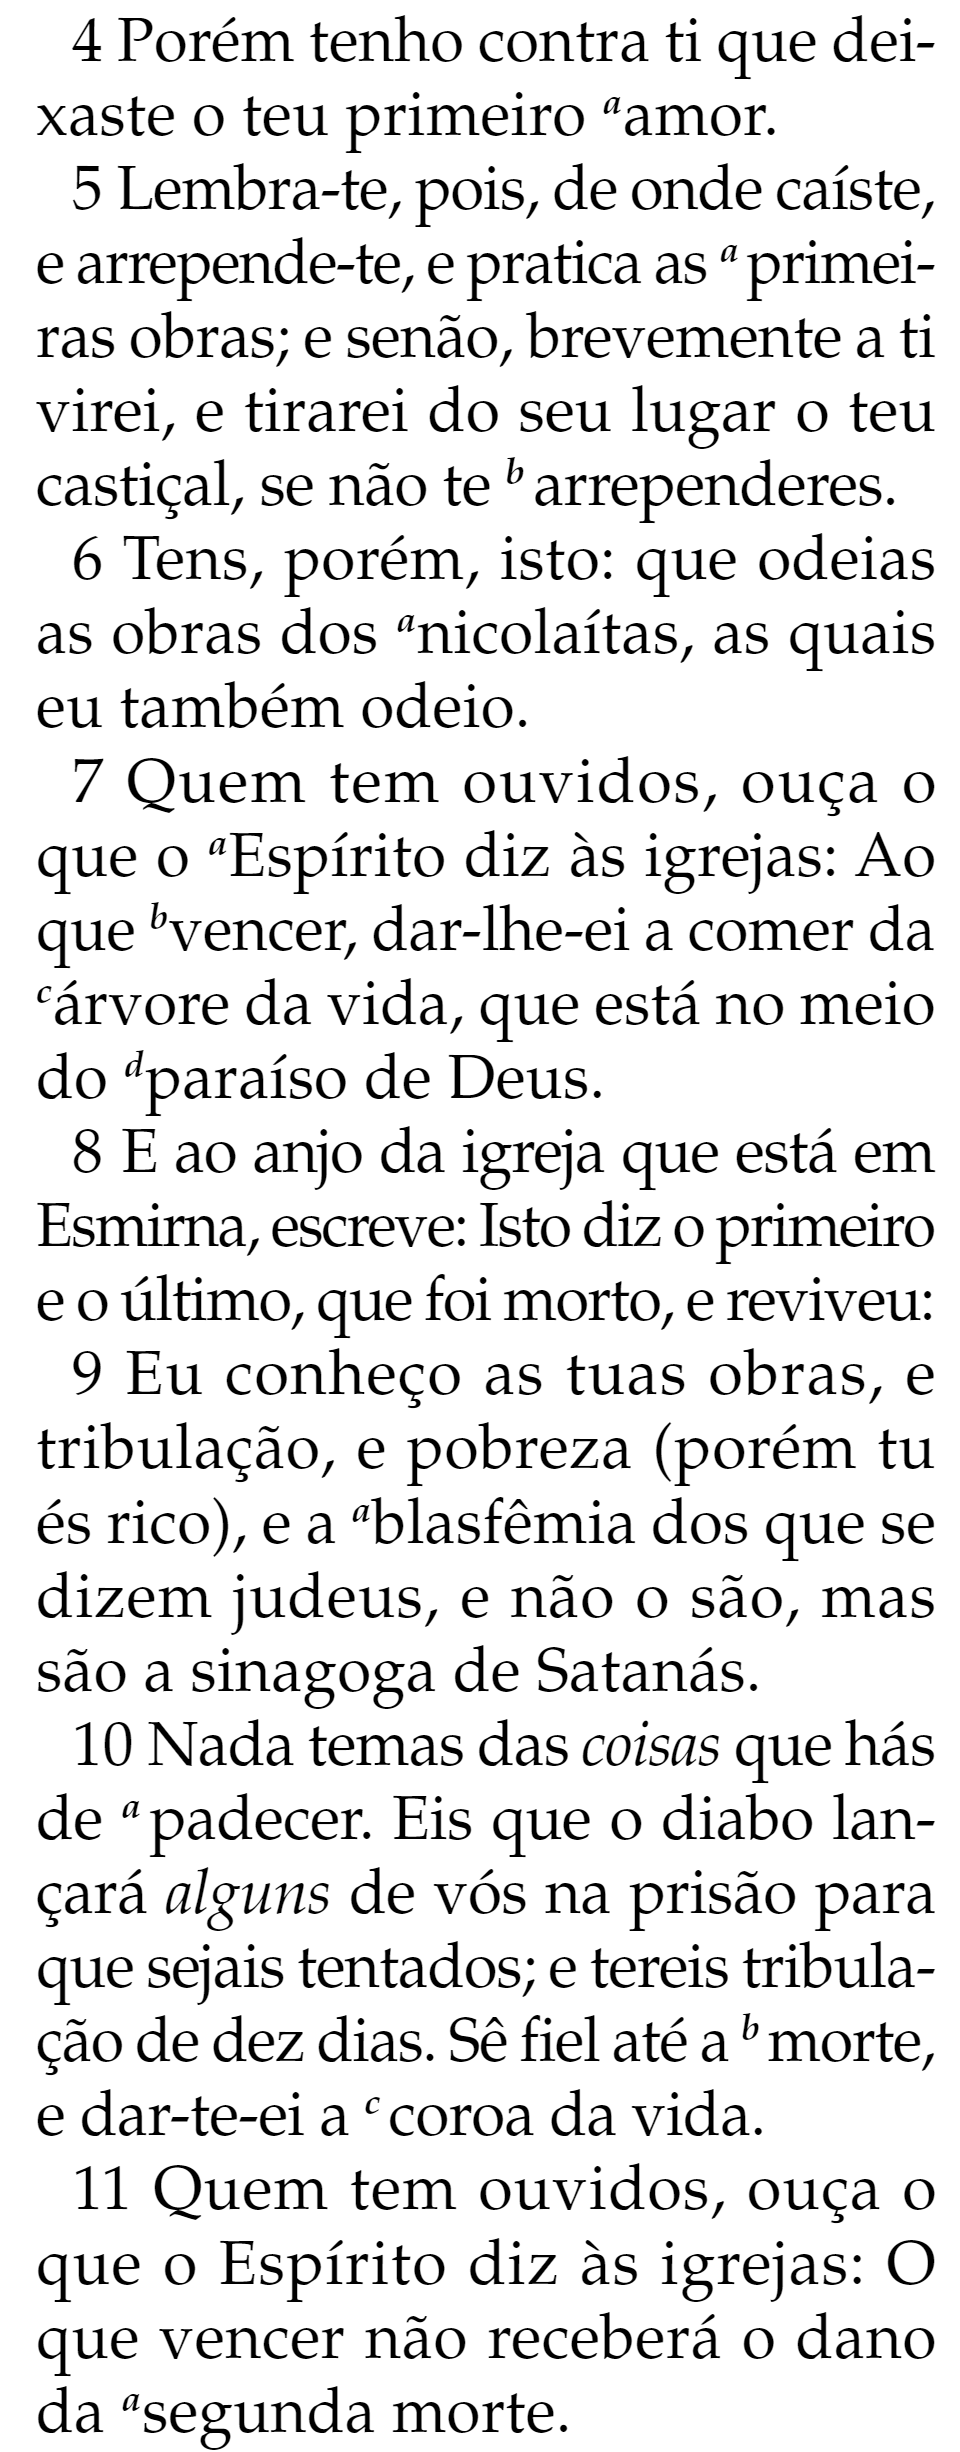 4 Porém tenho contra ti que dei-
xaste o teu primeiro ᵃamor.
5 Lembra-te, pois, de onde caíste,
e arrepende-te, e pratica as ᵃ primei-
ras obras; e senão, brevemente a ti
virei, e tirarei do seu lugar o teu
castiçal, se não te ᵇ arrependeres.
6 Tens, porém, isto: que odeias
as obras dos ᵃnicolaítas, as quais
eu também odeio.
7 Quem tem ouvidos, ouça o
que o ᵃEspírito diz às igrejas: Ao
que ᵇvencer, dar-lhe-ei a comer da
ᶜárvore da vida, que está no meio
do ᵈparaíso de Deus.
8 E ao anjo da igreja que está em
Esmirna, escreve: Isto diz o primeiro
e o último, que foi morto, e reviveu:
9 Eu conheço as tuas obras, e
tribulação, e pobreza (porém tu
és rico), e a ᵃblasfêmia dos que se
dizem judeus, e não o são, mas
são a sinagoga de Satanás.
10 Nada temas das coisas que hás
de ᵃ padecer. Eis que o diabo lan-
çará alguns de vós na prisão para
que sejais tentados; e tereis tribula-
ção de dez dias. Sê fiel até a ᵇ morte,
e dar-te-ei a ᶜ coroa da vida.
11 Quem tem ouvidos, ouça o
que o Espírito diz às igrejas: O
que vencer não receberá o dano
da ᵃsegunda morte.